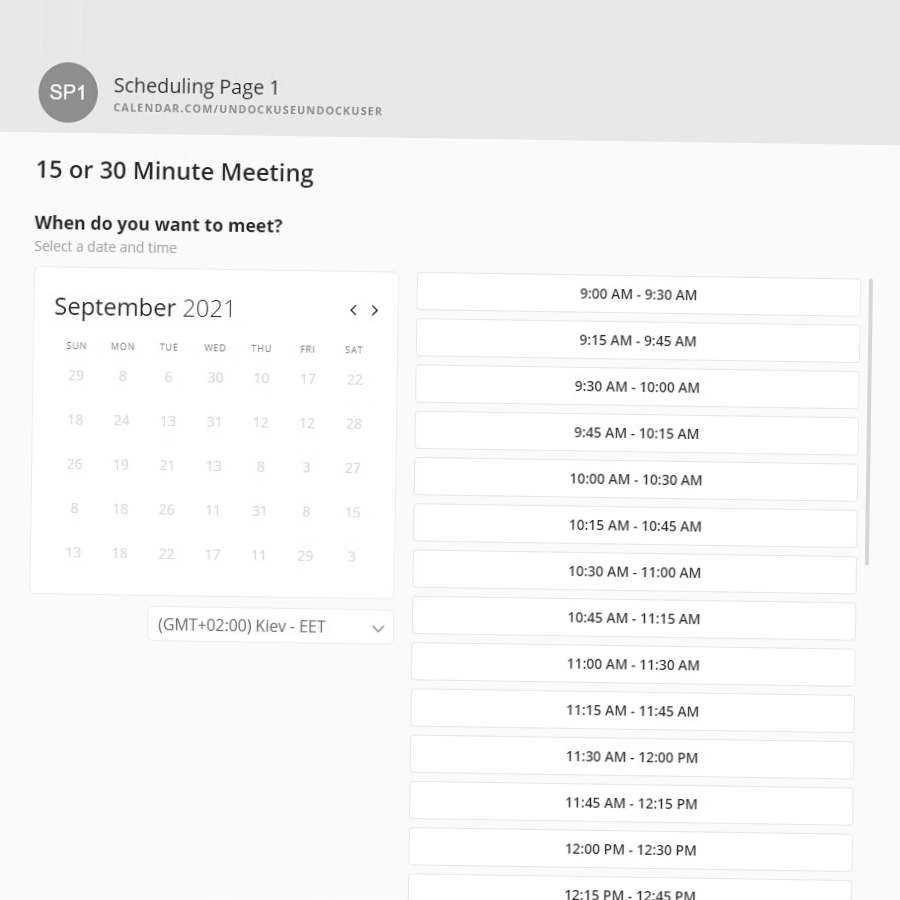 SP1
Scheduling Page 1
CALENDAR.COM/UNDOCKUSEUNDOCKUSER
15 or 30 Minute Meeting
When do you want to meet?
Select a date and time
September 2021
SUN MON TUE WED THU FRI SAT
29 8 6 30 10 17 22
18 24 13 31 12 12 28
26 19 21 13 8 3 27
8 18 26 11 31 8 15
13 18 22 17 11 29 3
(GMT+02:00) Kiev - EET
9:00 AM - 9:30 AM
9:15 AM - 9:45 AM
9:30 AM - 10:00 AM
9:45 AM - 10:15 AM
10:00 AM - 10:30 AM
10:15 AM - 10:45 AM
10:30 AM - 11:00 AM
10:45 AM - 11:15 AM
11:00 AM - 11:30 AM
11:15 AM - 11:45 AM
11:30 AM - 12:00 PM
11:45 AM - 12:15 PM
12:00 PM - 12:30 PM
12:15 PM - 12:45 PM